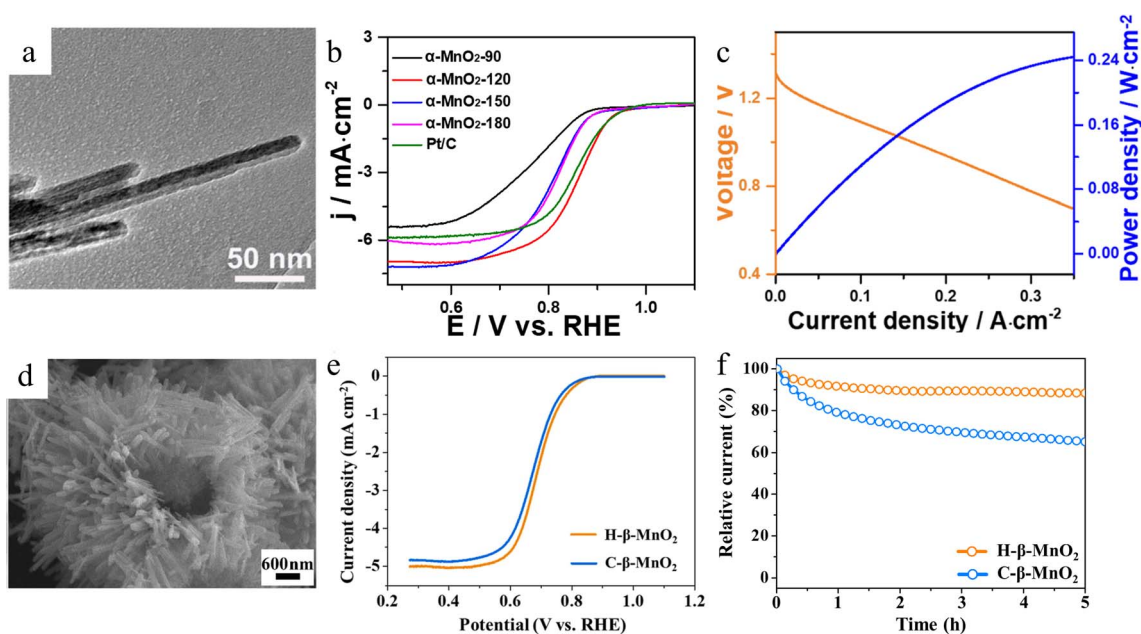 a
50 nm
b
3
0
-3
-6
0.6
0.8
1.0
j / mA·cm⁻²
E / V vs. RHE
α-MnO₂-90
α-MnO₂-120
α-MnO₂-150
α-MnO₂-180
Pt/C
c
1.2
0.8
0.4
voltage / V
0.0
0.1
0.2
0.3
Current density / A·cm⁻²
0.24
0.16
0.08
0.00
Power density / W·cm⁻²
d
600nm
e
0
-1
-2
-3
-4
-5
Current density (mA cm⁻²)
0.2
0.4
0.6
0.8
1.0
1.2
Potential (V vs. RHE)
H-β-MnO₂
C-β-MnO₂
f
100
80
60
40
20
0
Relative current (%)
0
1
2
3
4
5
Time (h)
H-β-MnO₂
C-β-MnO₂